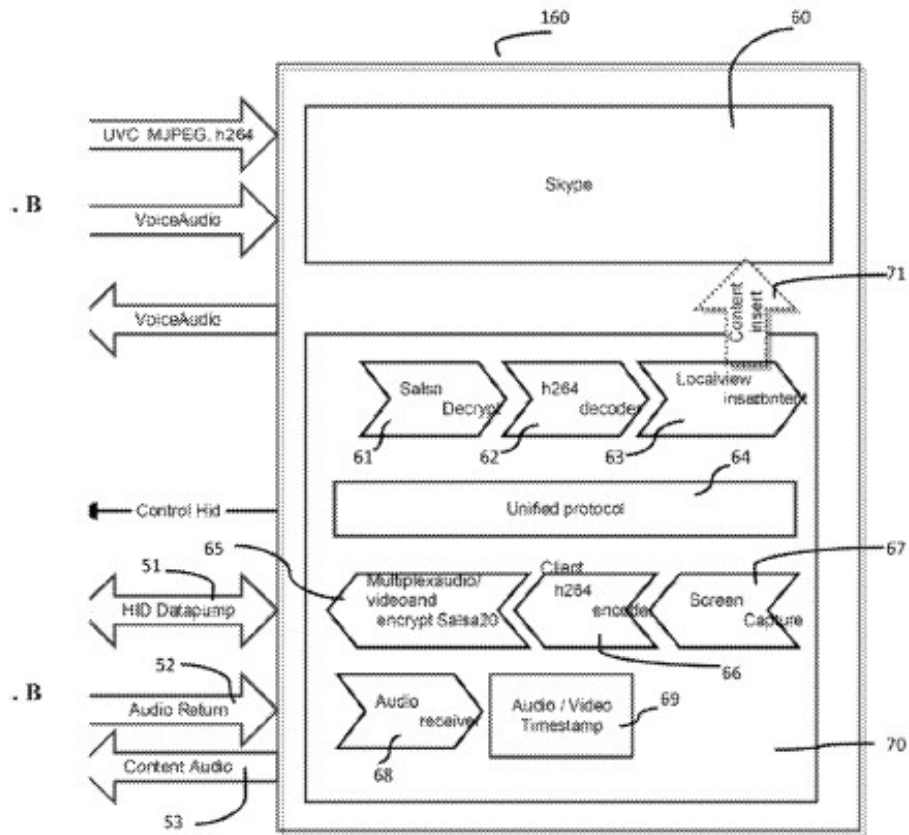 160
60
UVC MJPEG, h264
Skype
. B
VoiceAudio
71
Content
insert
VoiceAudio
Salsa
Decrypt
h264
decoder
Localview
61
62
63
64
Control Hid
Unified protocol
51
65
67
HID Datapump
Multiplexaudio/
videoand
encrypt Salsa20
Client
h264
encoder
Screen
Capture
66
52
. B
Audio Return
Audio
receiver
68
Audio / Video
Timestamp
69
70
Content Audio
53